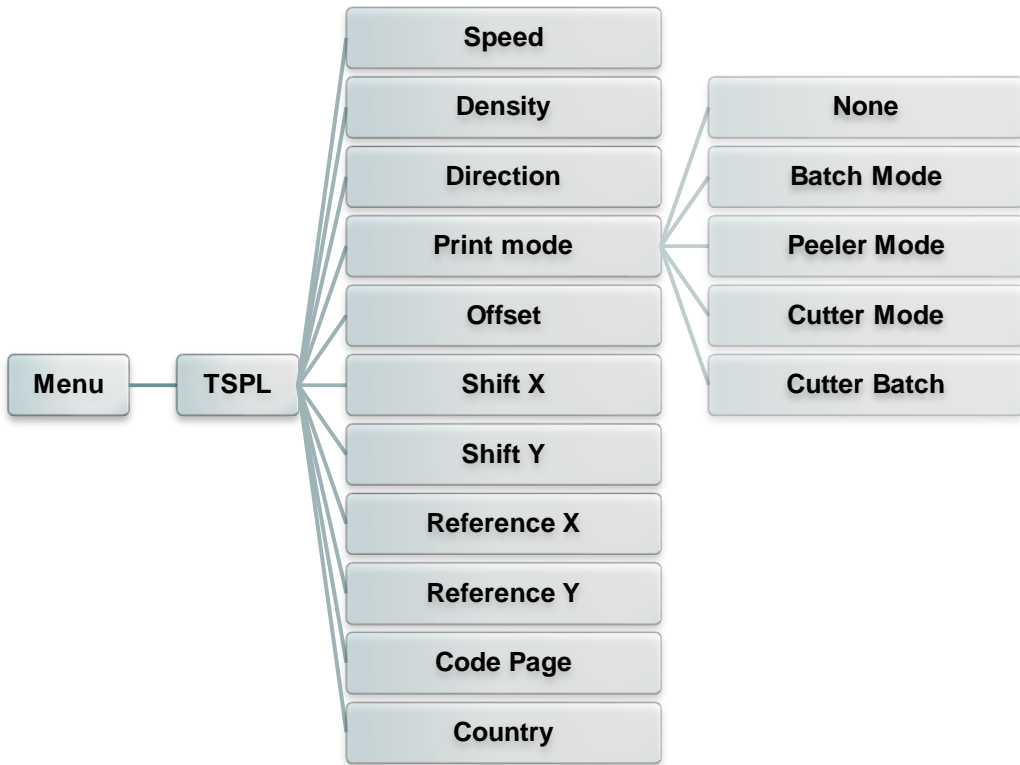 Menu
TSPL
Speed
Density
Direction
Print mode
Offset
Shift X
Shift Y
Reference X
Reference Y
Code Page
Country
None
Batch Mode
Peeler Mode
Cutter Mode
Cutter Batch